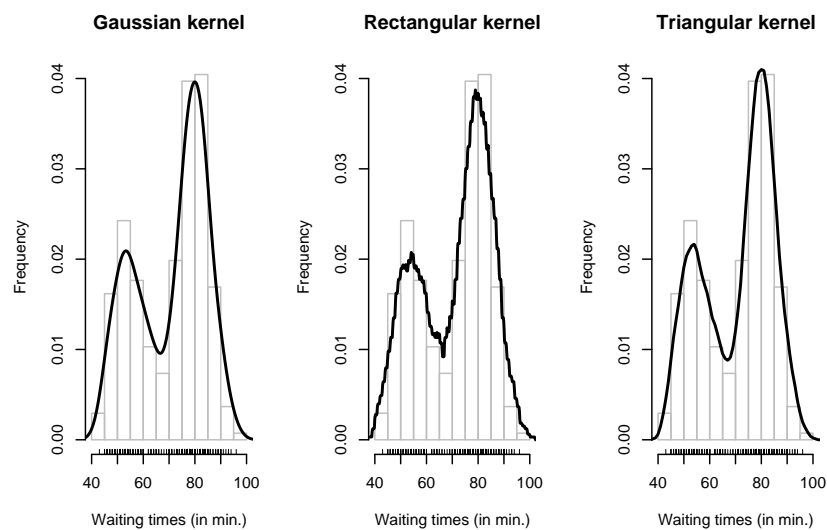 Gaussian kernel
Frequency
0.00 0.01 0.02 0.03 0.04
40 60 80 100
Waiting times (in min.)
Rectangular kernel
Frequency
0.00 0.01 0.02 0.03 0.04
40 60 80 100
Waiting times (in min.)
Triangular kernel
Frequency
0.00 0.01 0.02 0.03 0.04
40 60 80 100
Waiting times (in min.)